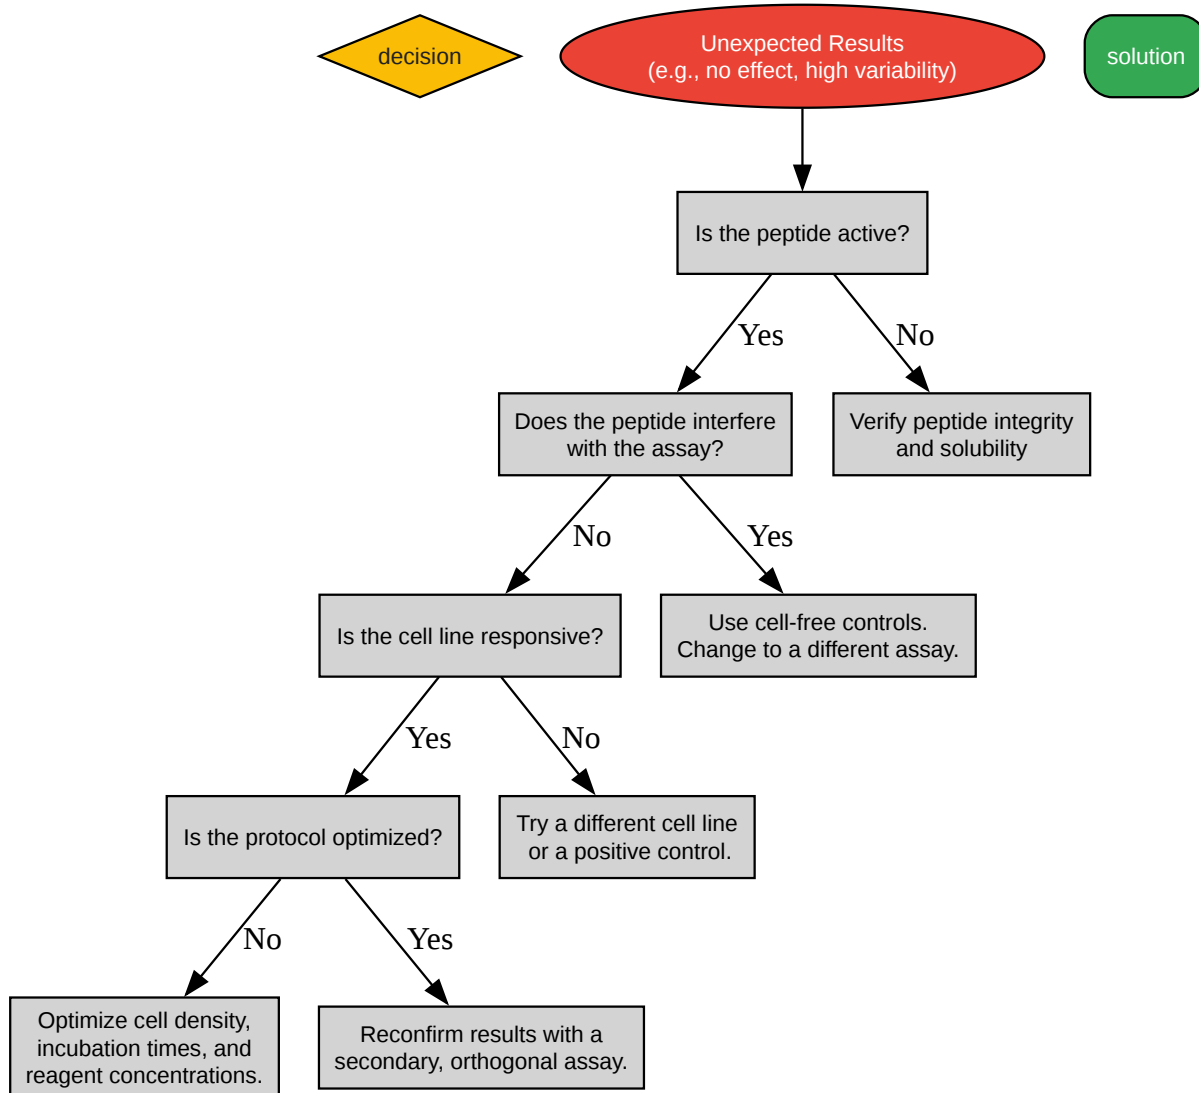 decision
Unexpected Results
(e.g., no effect, high variability)
solution
Is the peptide active?
Yes
No
Does the peptide interfere
with the assay?
Verify peptide integrity
and solubility
No
Yes
Is the cell line responsive?
Use cell-free controls.
Change to a different assay.
Yes
No
Is the protocol optimized?
Try a different cell line
or a positive control.
No
Yes
Optimize cell density,
incubation times, and
reagent concentrations.
Reconfirm results with a
secondary, orthogonal assay.